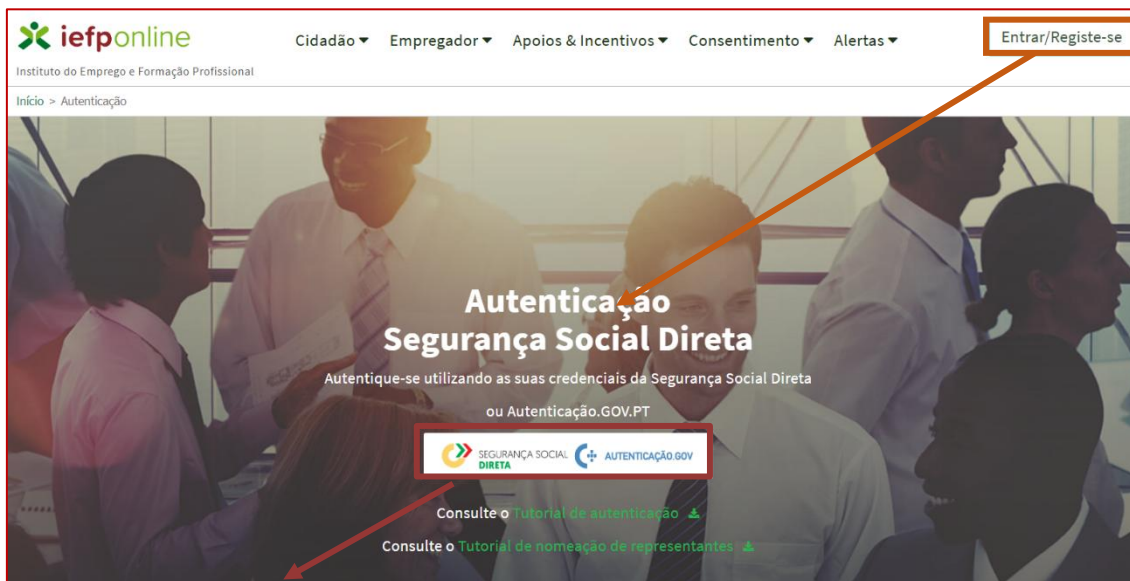 iefponline
Cidadão Empregador Apoios & Incentivos Consentimento Alertas Entrar/Registe-se
Instituto do Emprego e Formação Profissional
Início > Autenticação
Autenticação
Segurança Social Direta
Autentique-se utilizando as suas credenciais da Segurança Social Direta
ou Autenticação.GOV.PT
SEGURANÇA SOCIAL DIRETA AUTENTICAÇÃO.GOV
Consulte o Tutorial de autenticação
Consulte o Tutorial de nomeação de representantes